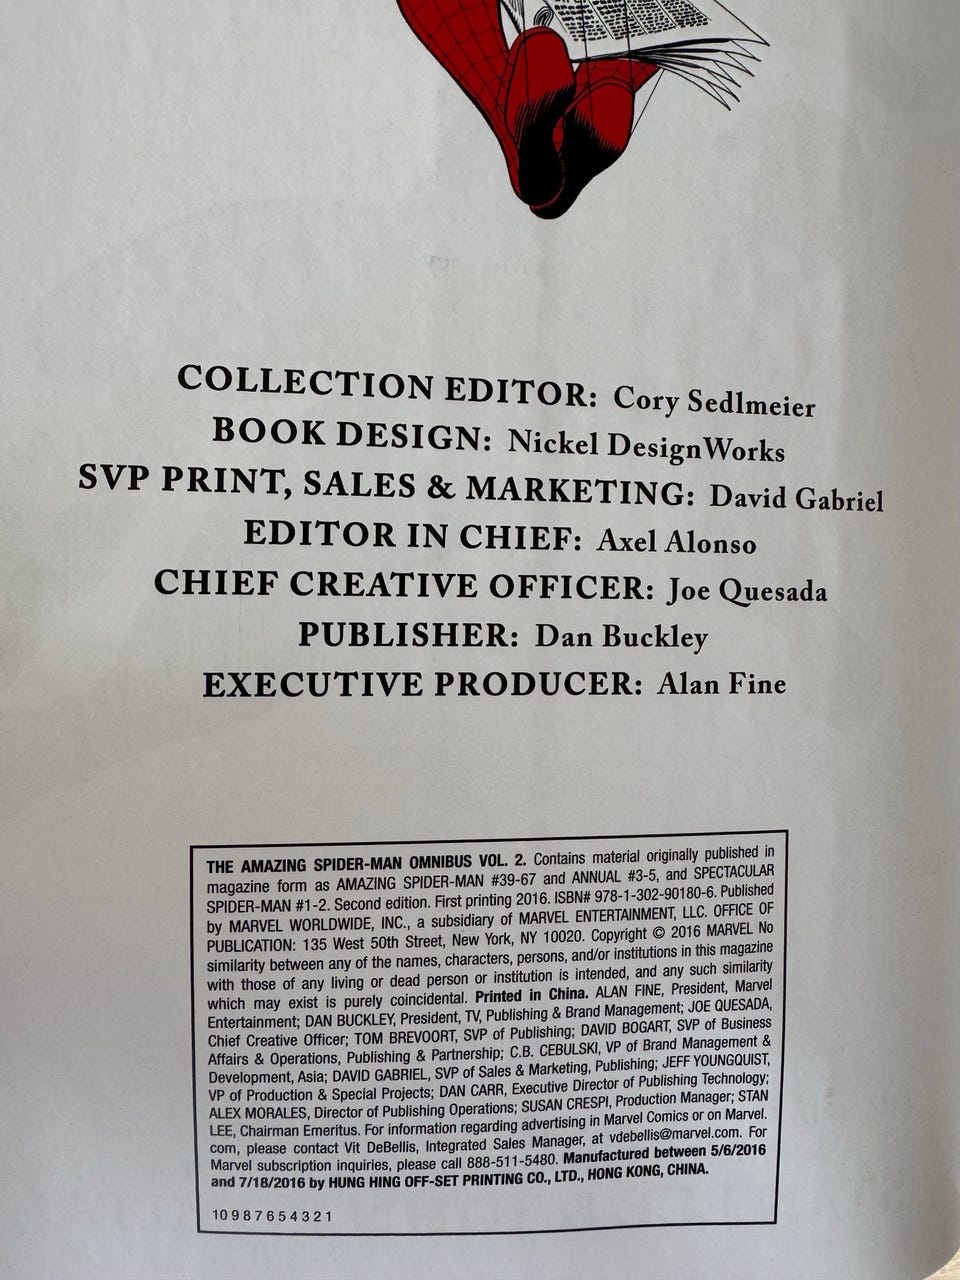 COLLECTION EDITOR: Cory Sedlmeier
BOOK DESIGN: Nickel DesignWorks
SVP PRINT, SALES & MARKETING: David Gabriel
EDITOR IN CHIEF: Axel Alonso
CHIEF CREATIVE OFFICER: Joe Quesada
PUBLISHER: Dan Buckley
EXECUTIVE PRODUCER: Alan Fine
THE AMAZING SPIDER-MAN OMNIBUS VOL. 2. Contains material originally published in
magazine form as AMAZING SPIDER-MAN #39-67 and ANNUAL #3-5, and SPECTACULAR
SPIDER-MAN #1-2. Second edition. First printing 2016. ISBN# 978-1-302-90180-6. Published
by MARVEL WORLDWIDE, INC., a subsidiary of MARVEL ENTERTAINMENT, LLC. OFFICE OF
PUBLICATION: 135 West 50th Street, New York, NY 10020. Copyright © 2016 MARVEL No
similarity between any of the names, characters, persons, and/or institutions in this magazine
with those of any living or dead person or institution is intended, and any such similarity
which may exist is purely coincidental. Printed in China. ALAN FINE, President, Marvel
Entertainment; DAN BUCKLEY, President, TV, Publishing & Brand Management; JOE QUESADA,
Chief Creative Officer; TOM BREVOORT, SVP of Publishing; DAVID BOGART, SVP of Business
Affairs & Operations, Publishing & Partnership; C.B. CEBULSKI, VP of Brand Management &
Development, Asia; DAVID GABRIEL, SVP of Sales & Marketing, Publishing; JEFF YOUNGQUIST,
VP of Production & Special Projects; DAN CARR, Executive Director of Publishing Technology;
ALEX MORALES, Director of Publishing Operations; SUSAN CRESPI, Production Manager; STAN
LEE, Chairman Emeritus. For information regarding advertising in Marvel Comics or on Marvel.
com, please contact Vit DeBellis, Integrated Sales Manager, at vdebellis@marvel.com. For
Marvel subscription inquiries, please call 888-511-5480. Manufactured between 5/6/2016
and 7/18/2016 by HUNG HING OFF-SET PRINTING CO., LTD., HONG KONG, CHINA.
10 9 8 7 6 5 4 3 2 1